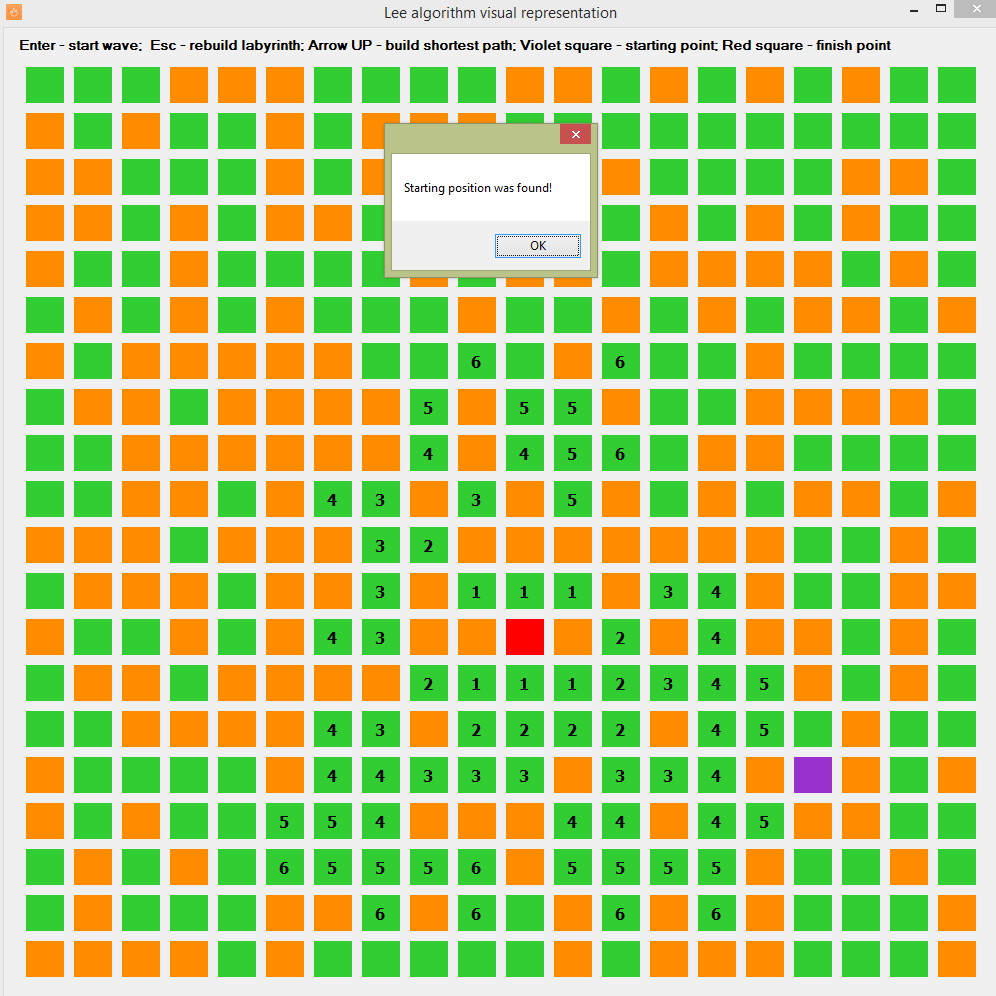 Lee algorithm visual representation
Enter - start wave;  Esc - rebuild labyrinth; Arrow UP - build shortest path; Violet square - starting point; Red square - finish point
Starting position was found!
OK
6 6
5 5 5
4 4 5 6
4 3 3 5
3 2
3 1 1 1 3 4
4 3 2 4
2 1 1 1 2 3 4 5
4 3 2 2 2 2 4 5
4 4 3 3 3 3 3 4
5 5 4 4 4 4 5
6 5 5 5 6 5 5 5 5
6 6 6 6